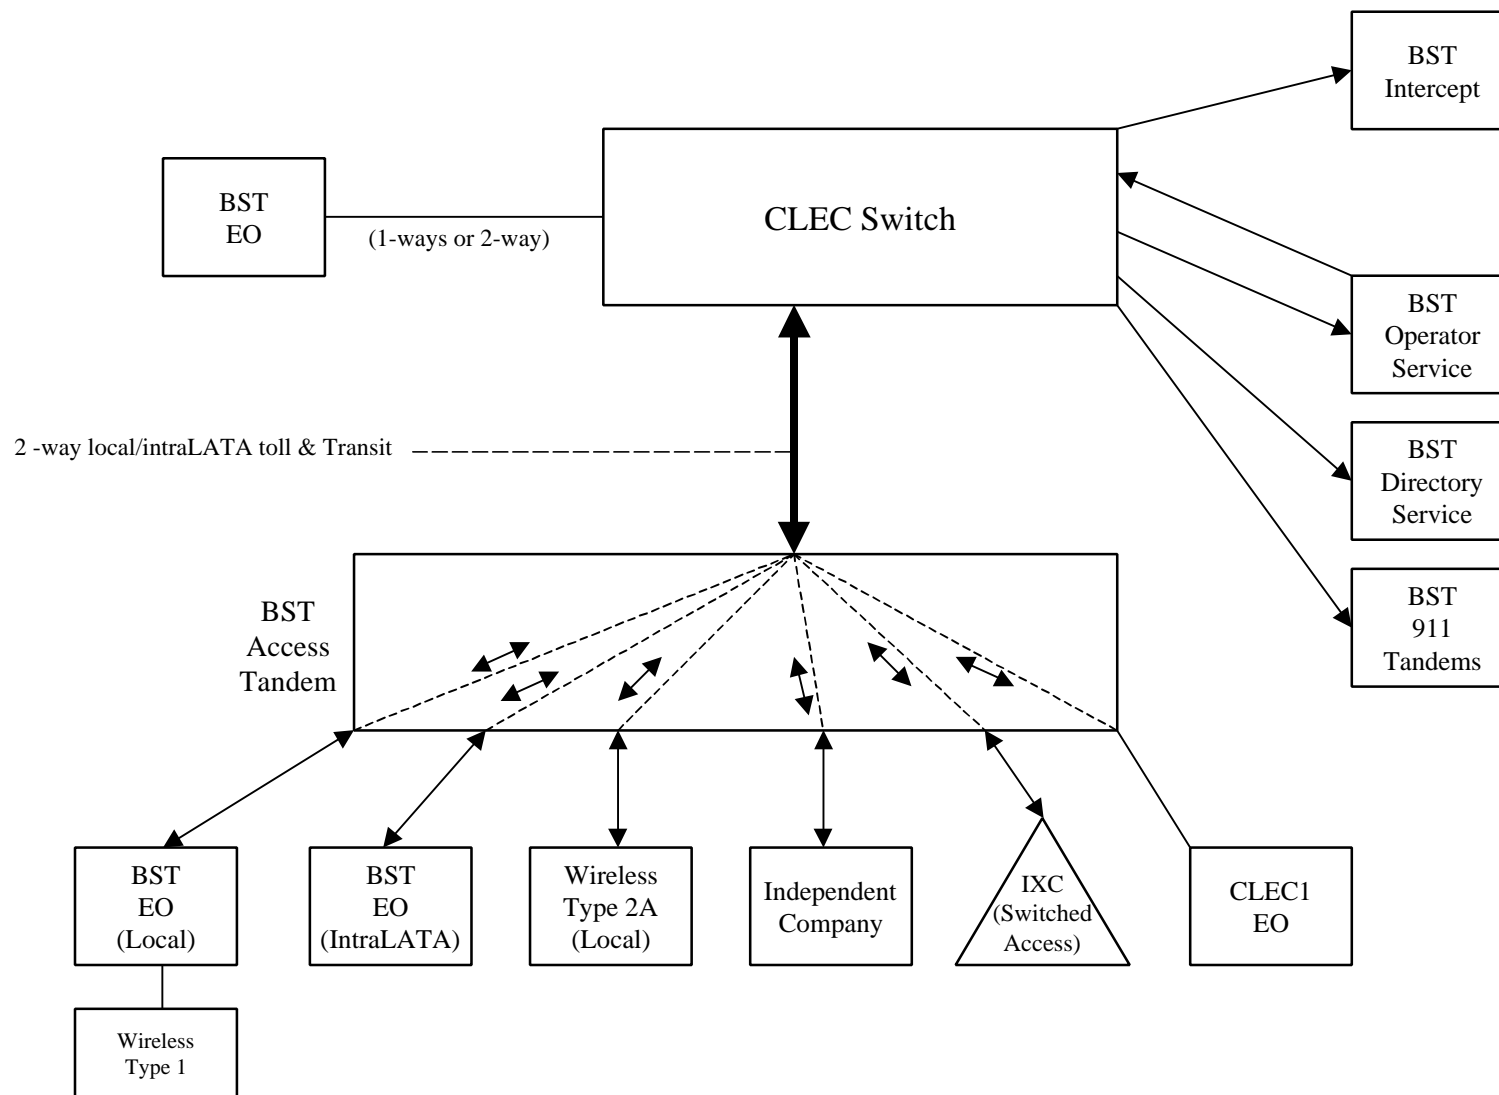 BST
Intercept
BST
EO
(1-ways or 2-way)
CLEC Switch
BST
Operator
Service
2 -way local/intraLATA toll & Transit
BST
Directory
Service
BST
Access
Tandem
BST
911
Tandems
BST
EO
(Local)
BST
EO
(IntraLATA)
Wireless
Type 2A
(Local)
Independent
Company
IXC
(Switched
Access)
CLEC1
EO
Wireless
Type 1